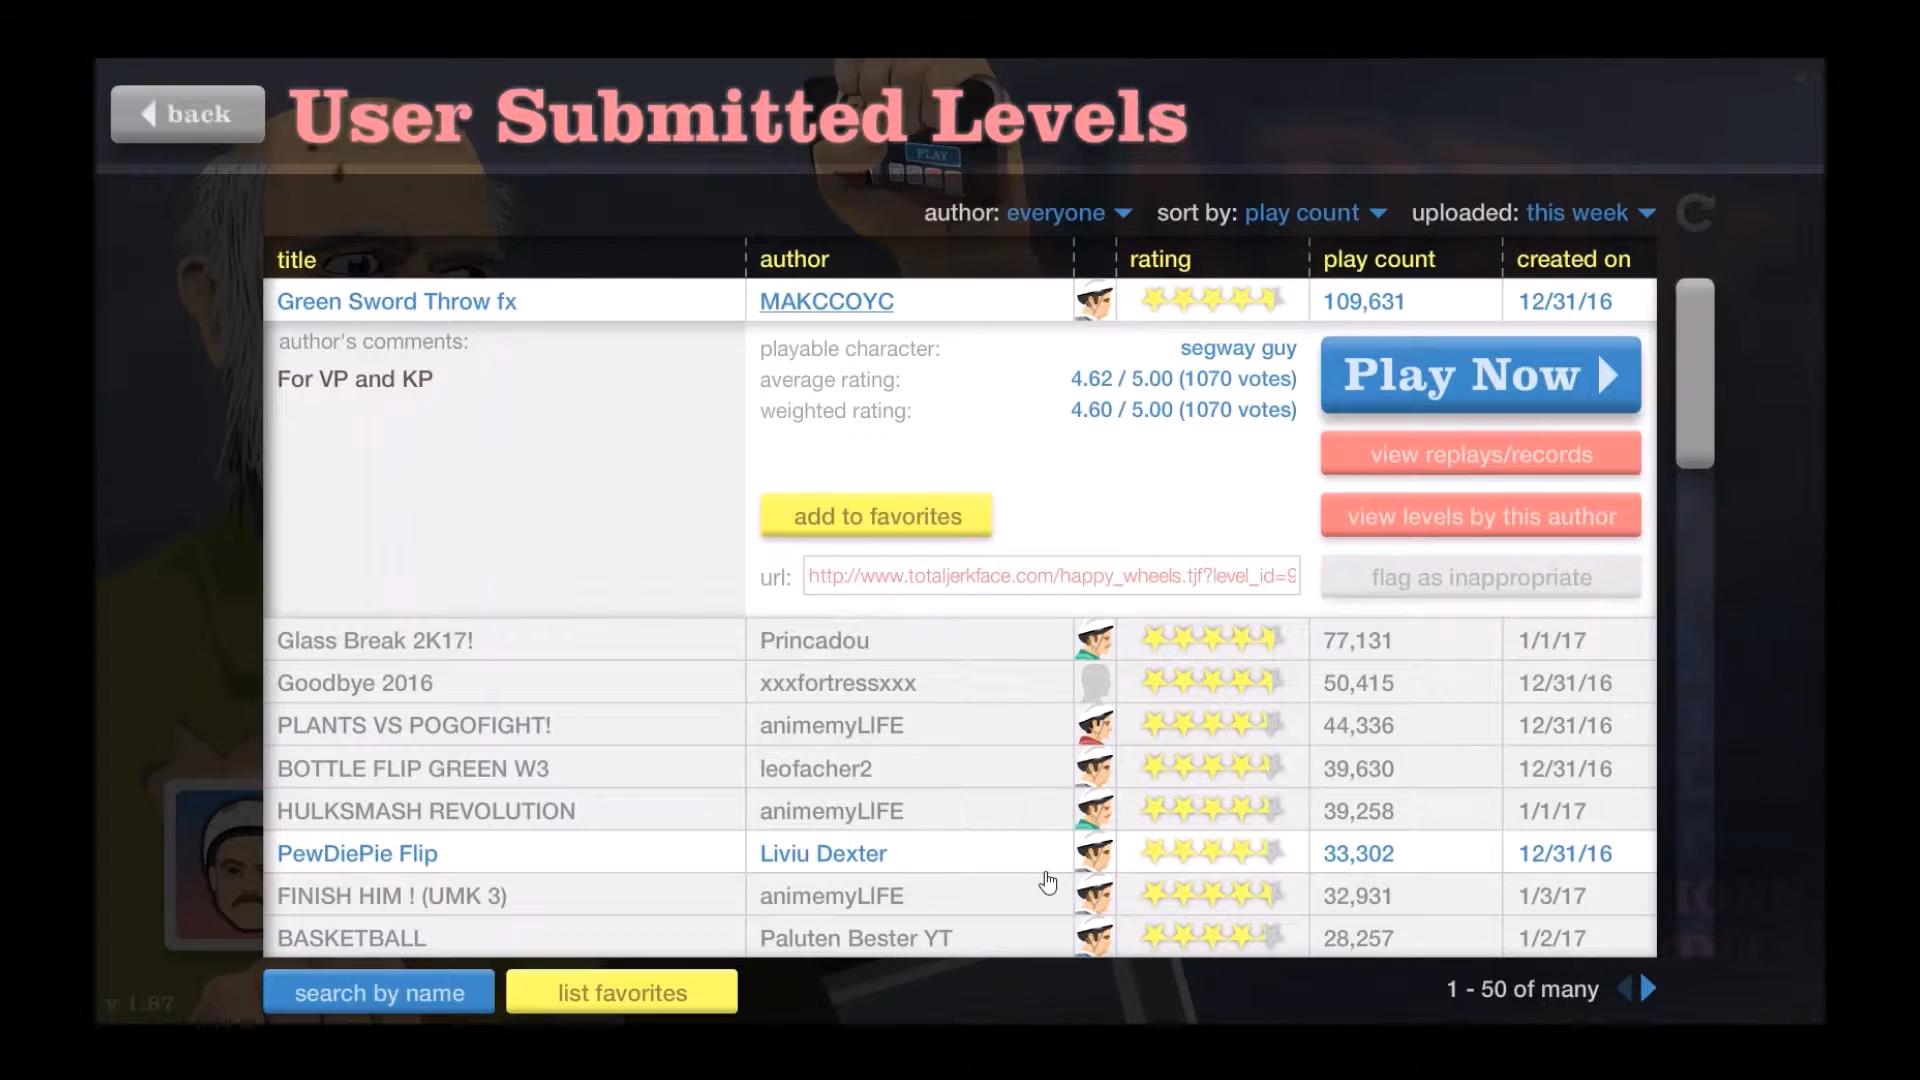 back
User Submitted Levels
PLAY
author: everyone sort by: play count uploaded: this week
title author rating play count created on
Green Sword Throw fx MAKCCOYC 109,631 12/31/16
author's comments:
For VP and KP
playable character: segway guy
average rating: 4.62 / 5.00 (1070 votes)
weighted rating: 4.60 / 5.00 (1070 votes)
Play Now
view replays/records
add to favorites
view levels by this author
url: http://www.totaljerkface.com/happy_wheels.tjf?level_id=9
flag as inappropriate
Glass Break 2K17! Princadou 77,131 1/1/17
Goodbye 2016 xxxfortressxxx 50,415 12/31/16
PLANTS VS POGOFIGHT! animemyLIFE 44,336 12/31/16
BOTTLE FLIP GREEN W3 leofacher2 39,630 12/31/16
HULKSMASH REVOLUTION animemyLIFE 39,258 1/1/17
PewDiePie Flip Liviu Dexter 33,302 12/31/16
FINISH HIM ! (UMK 3) animemyLIFE 32,931 1/3/17
BASKETBALL Paluten Bester YT 28,257 1/2/17
search by name list favorites 1 - 50 of many
v 1.87